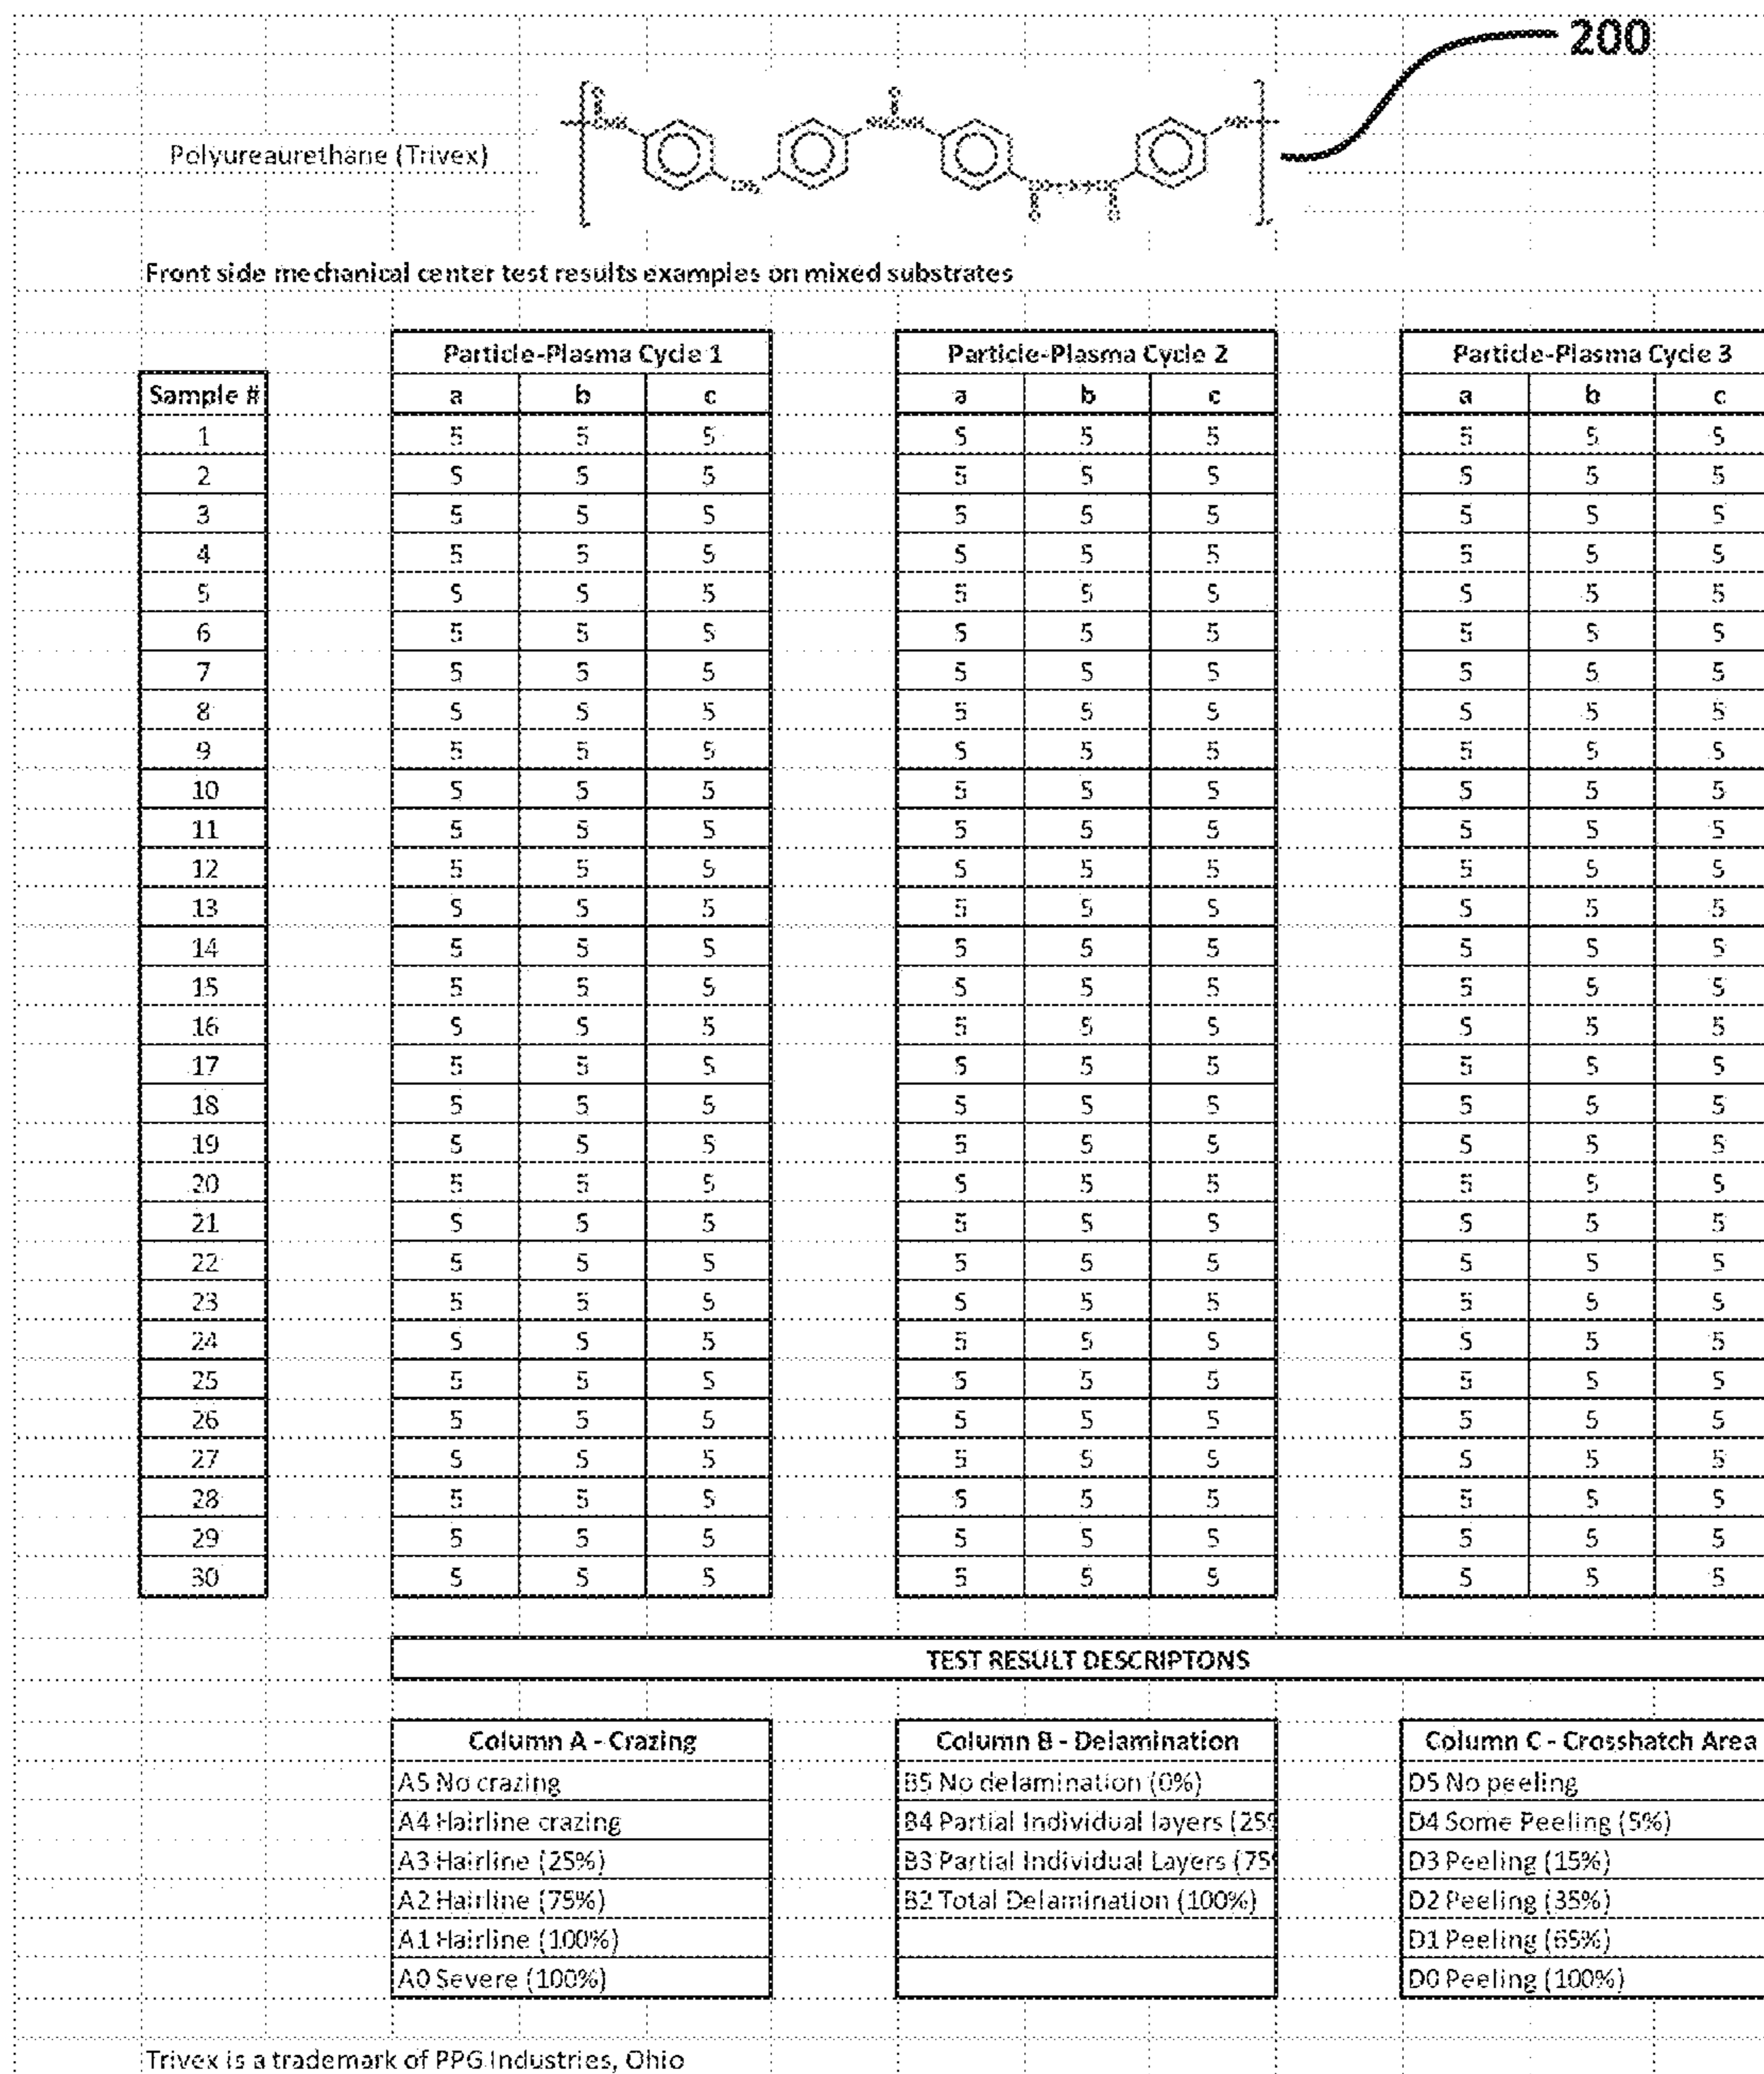 200
Polyureaurethane (Trivex)
Front side mechanical center test results examples on mixed substrates
Particle-Plasma Cycle 1 Particle-Plasma Cycle 2 Particle-Plasma Cycle 3
Sample # a b c a b c a b c
1 5 5 5 5 5 5 5 5 5
2 5 5 5 5 5 5 5 5 5
3 5 5 5 5 5 5 5 5 5
4 5 5 5 5 5 5 5 5 5
5 5 5 5 5 5 5 5 5 5
6 5 5 5 5 5 5 5 5 5
7 5 5 5 5 5 5 5 5 5
8 5 5 5 5 5 5 5 5 5
9 5 5 5 5 5 5 5 5 5
10 5 5 5 5 5 5 5 5 5
11 5 5 5 5 5 5 5 5 5
12 5 5 5 5 5 5 5 5 5
13 5 5 5 5 5 5 5 5 5
14 5 5 5 5 5 5 5 5 5
15 5 5 5 5 5 5 5 5 5
16 5 5 5 5 5 5 5 5 5
17 5 5 5 5 5 5 5 5 5
18 5 5 5 5 5 5 5 5 5
19 5 5 5 5 5 5 5 5 5
20 5 5 5 5 5 5 5 5 5
21 5 5 5 5 5 5 5 5 5
22 5 5 5 5 5 5 5 5 5
23 5 5 5 5 5 5 5 5 5
24 5 5 5 5 5 5 5 5 5
25 5 5 5 5 5 5 5 5 5
26 5 5 5 5 5 5 5 5 5
27 5 5 5 5 5 5 5 5 5
28 5 5 5 5 5 5 5 5 5
29 5 5 5 5 5 5 5 5 5
30 5 5 5 5 5 5 5 5 5
TEST RESULT DESCRIPTONS
Column A - Crazing Column B - Delamination Column C - Crosshatch Area
A5 No crazing B5 No delamination (0%) D5 No peeling
A4 Hairline crazing B4 Partial Individual layers (25% D4 Some Peeling (5%)
A3 Hairline (25%) B3 Partial Individual Layers (75% D3 Peeling (15%)
A2 Hairline (75%) B2 Total Delamination (100%) D2 Peeling (35%)
A1 Hairline (100%) D1 Peeling (65%)
A0 Severe (100%) D0 Peeling (100%)
Trivex is a trademark of PPG Industries, Ohio